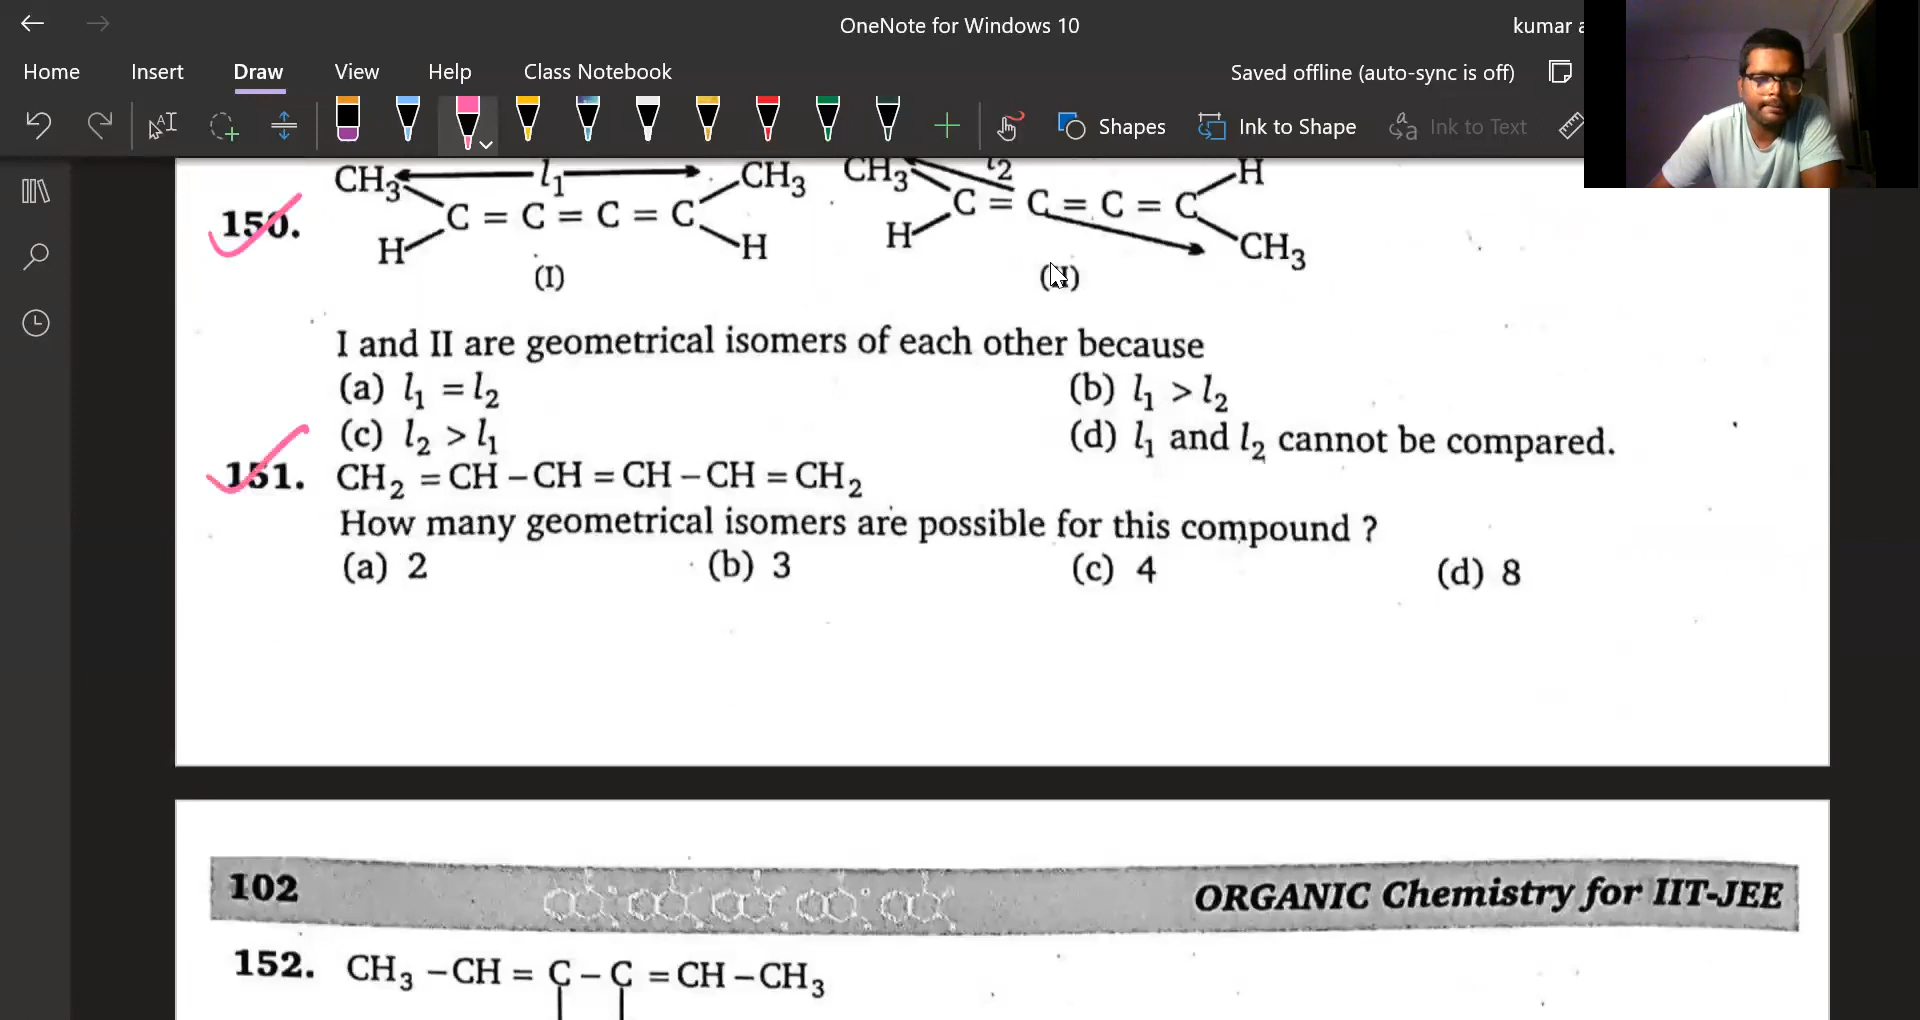 OneNote for Windows 10
kumar a
Home Insert Draw View Help Class Notebook
Saved offline (auto-sync is off)
Shapes Ink to Shape Ink to Text
150.
CH₃ l₁ CH₃
C = C = C = C
H H
(I)
CH₃ l₂ H
C = C = C = C
H CH₃
(II)
I and II are geometrical isomers of each other because
(a) l₁ = l₂ (b) l₁ > l₂
(c) l₂ > l₁ (d) l₁ and l₂ cannot be compared.
151. CH₂ = CH – CH = CH – CH = CH₂
How many geometrical isomers are possible for this compound ?
(a) 2 (b) 3 (c) 4 (d) 8
102 ORGANIC Chemistry for IIT-JEE
152. CH₃ – CH = C – C = CH – CH₃